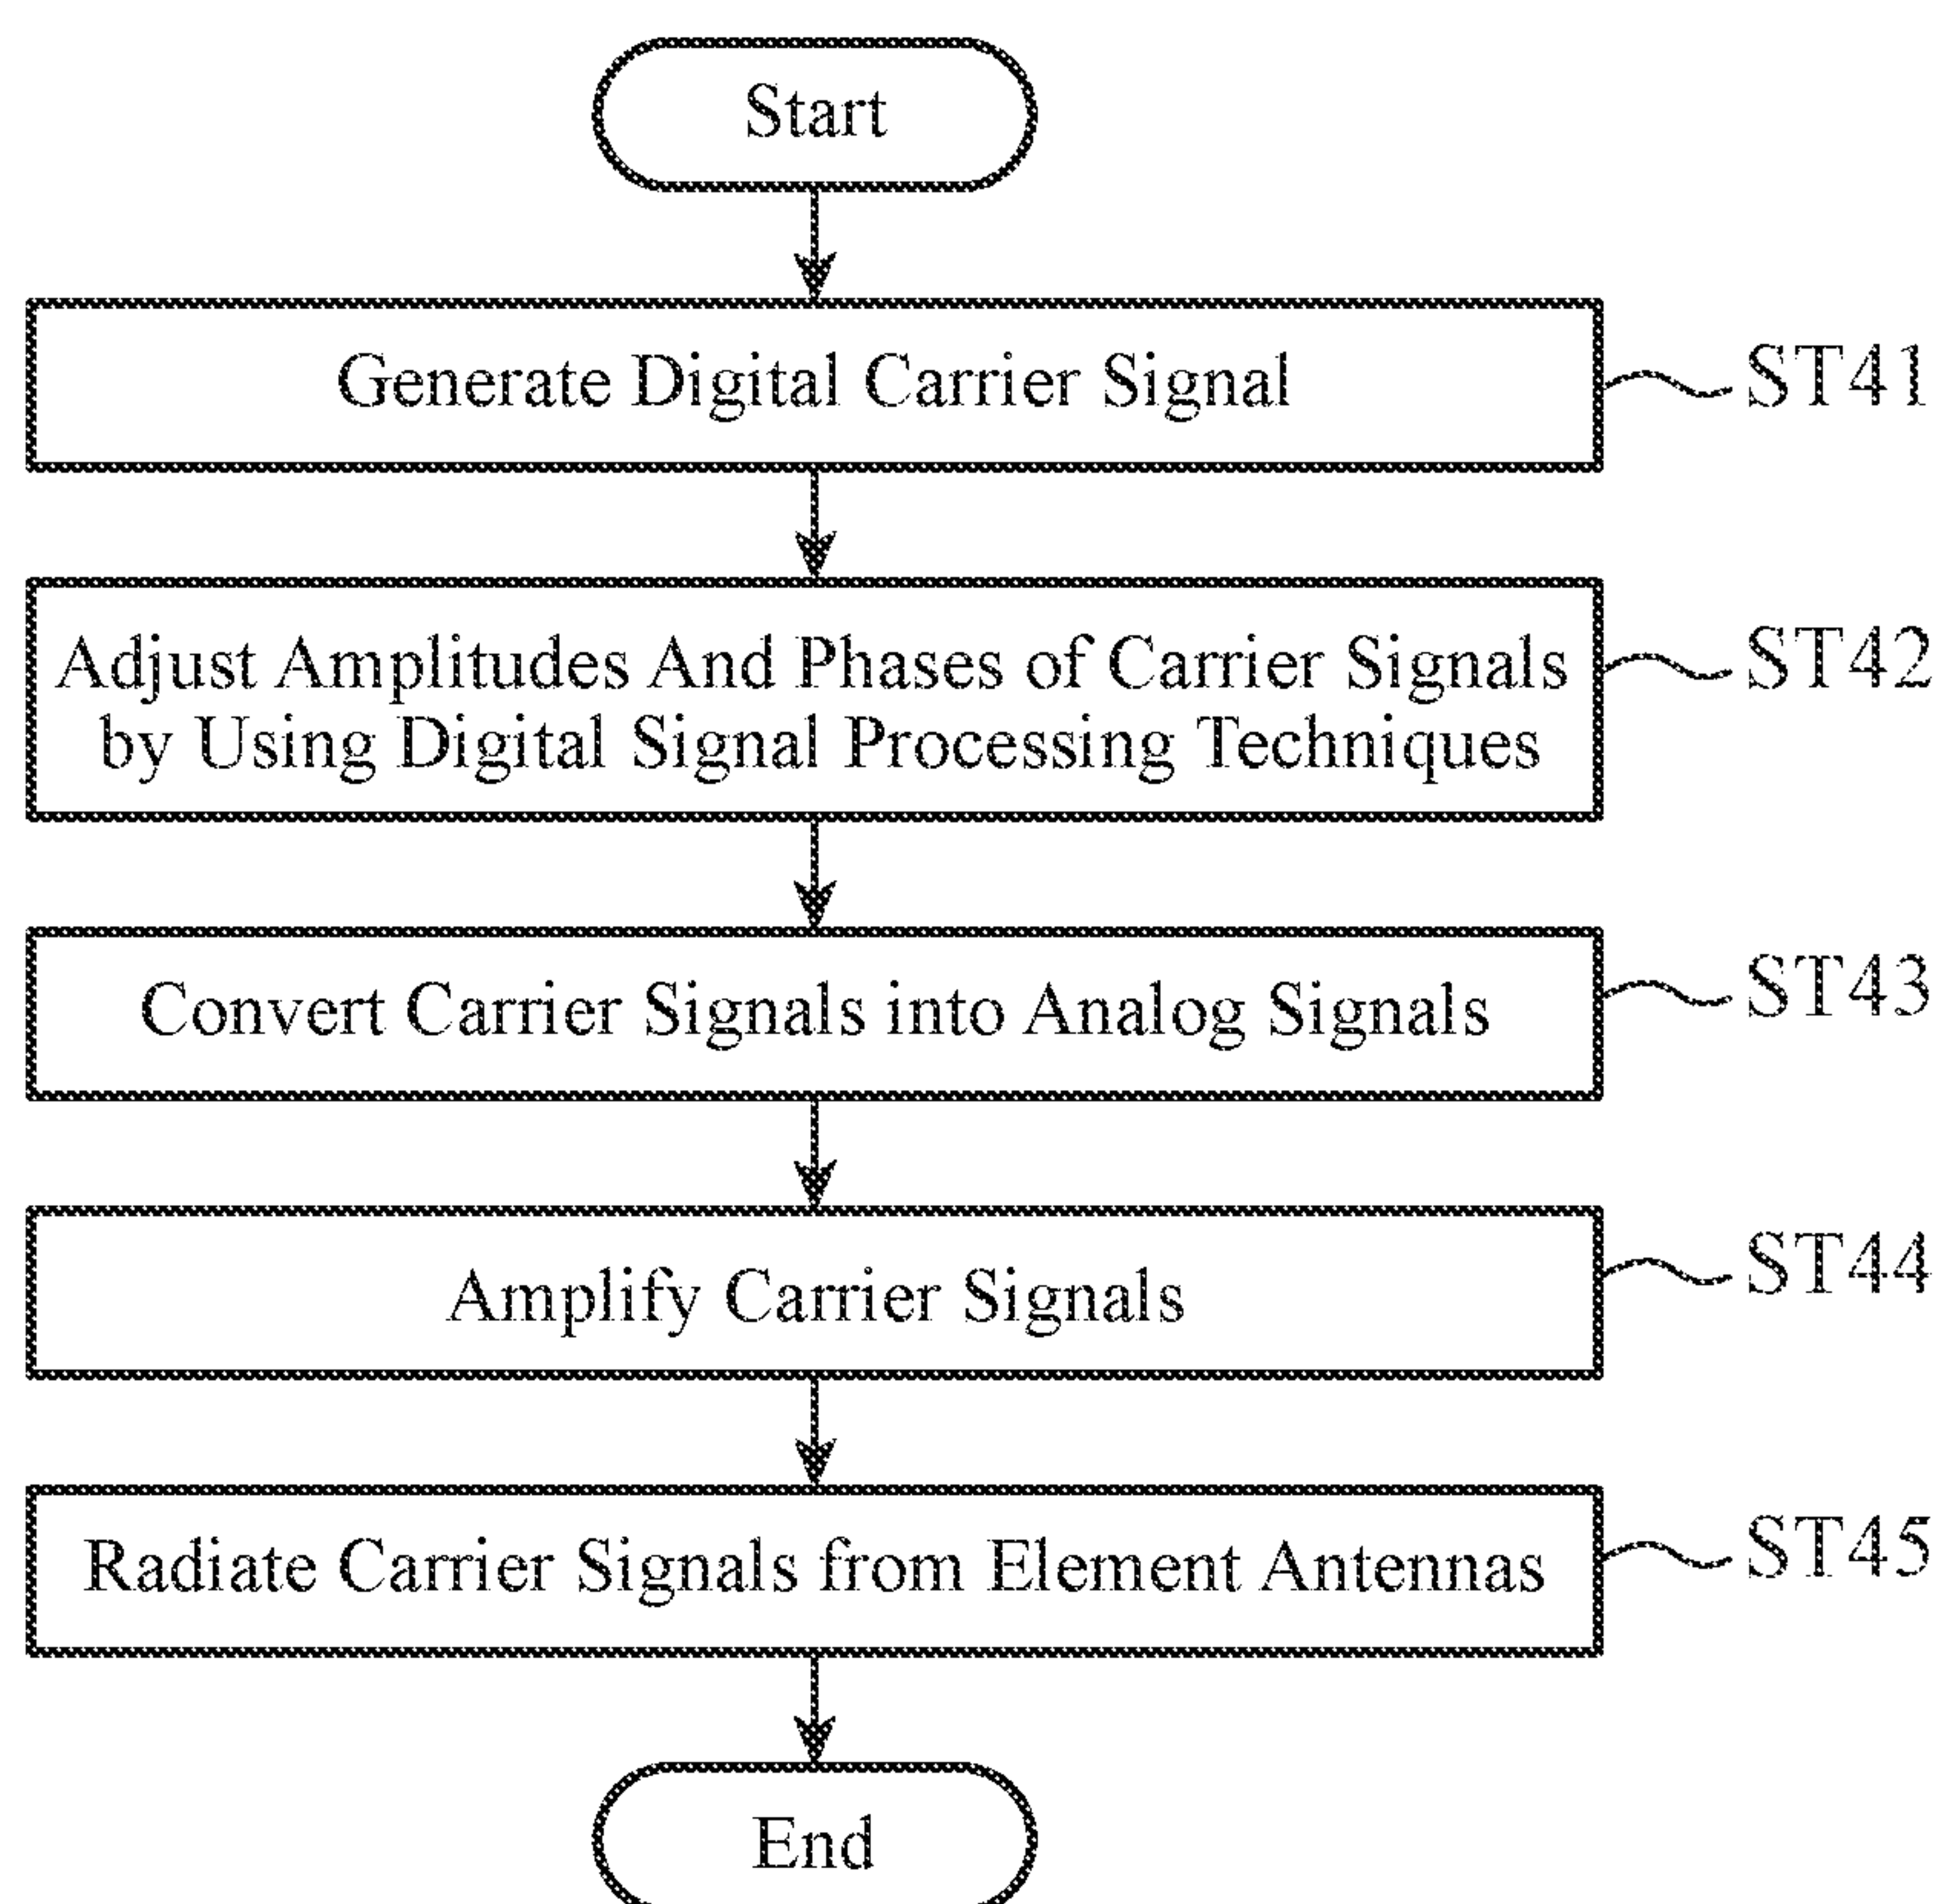 Start
Generate Digital Carrier Signal
ST41
Adjust Amplitudes And Phases of Carrier Signals
by Using Digital Signal Processing Techniques
ST42
Convert Carrier Signals into Analog Signals
ST43
Amplify Carrier Signals
ST44
Radiate Carrier Signals from Element Antennas
ST45
End